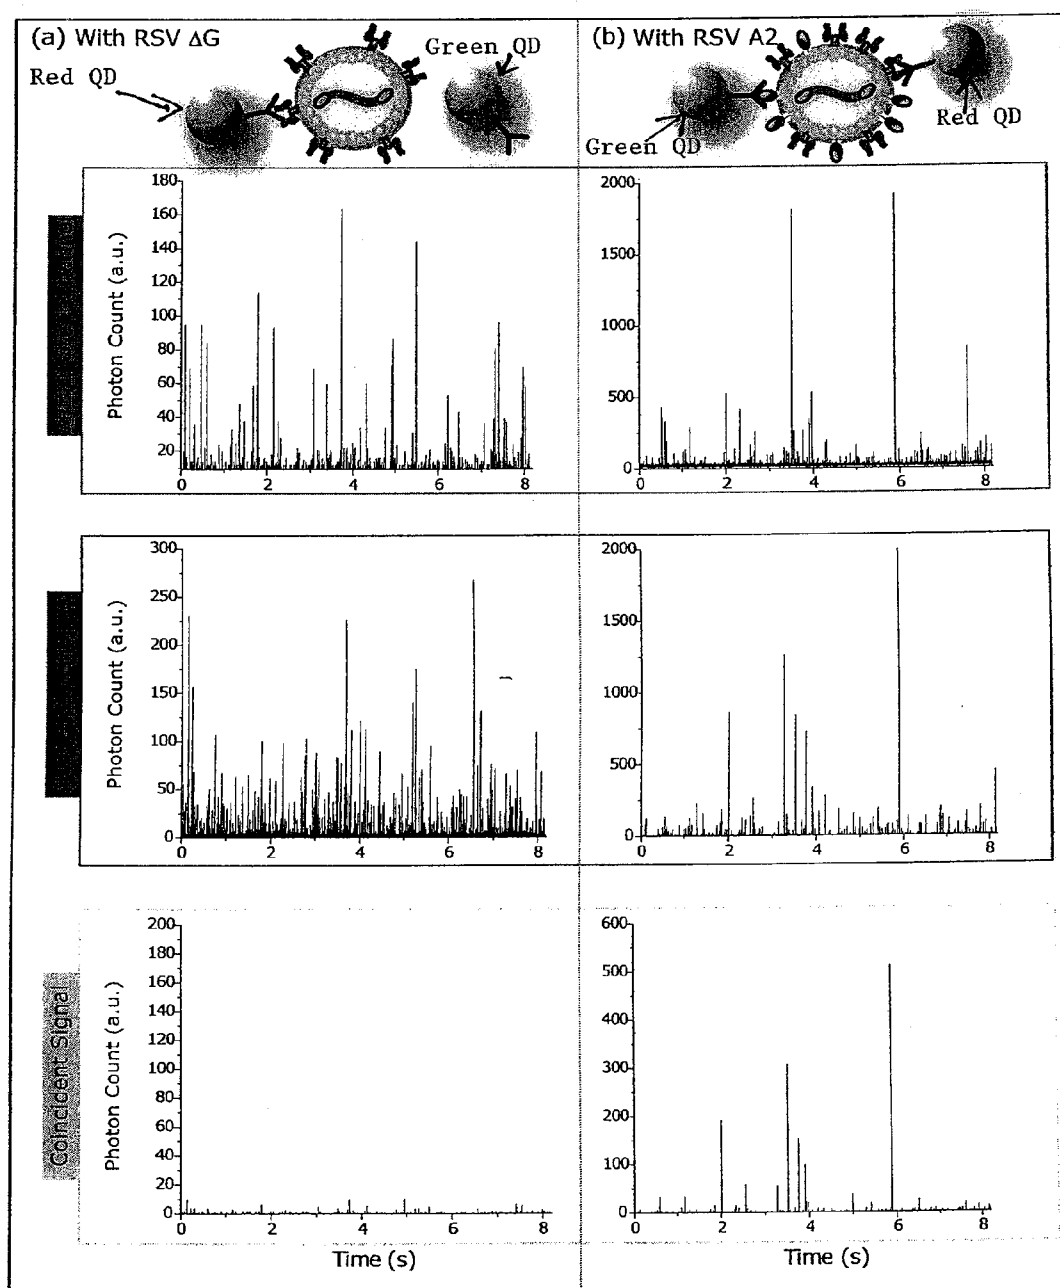 (a) With RSV ΔG
Red QD
Green QD
(b) With RSV A2
Green QD
Red QD
Photon Count (a.u.)
180
160
140
120
100
80
60
40
20
0 2 4 6 8
2000
1500
1000
500
0
0 2 4 6 8
Photon Count (a.u.)
300
250
200
150
100
50
0
0 2 4 6 8
2000
1500
1000
500
0
2 4 6 8
Coincident Signal
Photon Count (a.u.)
200
180
160
140
120
100
80
60
40
20
0
0 2 4 6 8
Time (s)
600
500
400
300
200
100
0
2 4 6 8
Time (s)